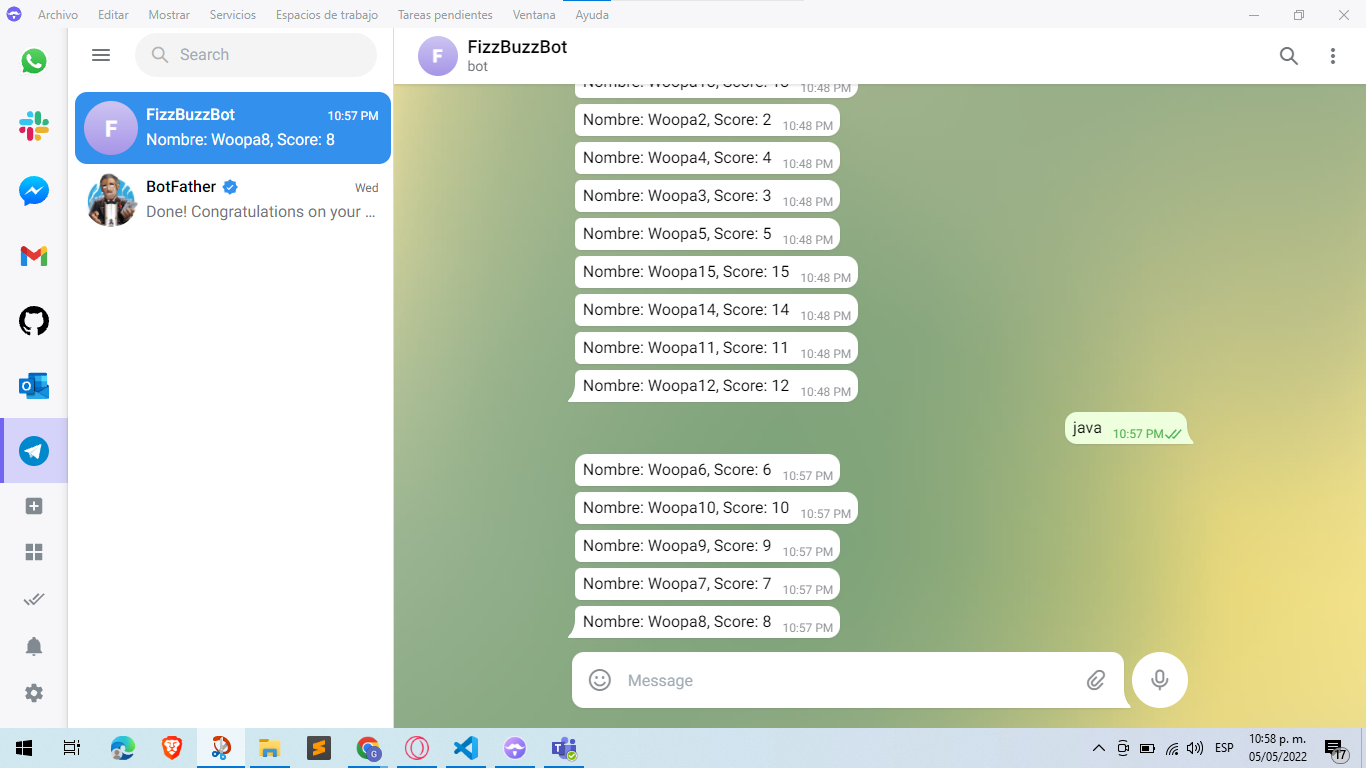 Archivo Editar Mostrar Servicios Espacios de trabajo Tareas pendientes Ventana Ayuda
Search
F
FizzBuzzBot
bot
F
FizzBuzzBot 10:57 PM
Nombre: Woopa8, Score: 8
BotFather Wed
Done! Congratulations on your ...
10:48 PM
Nombre: Woopa2, Score: 2 10:48 PM
Nombre: Woopa4, Score: 4 10:48 PM
Nombre: Woopa3, Score: 3 10:48 PM
Nombre: Woopa5, Score: 5 10:48 PM
Nombre: Woopa15, Score: 15 10:48 PM
Nombre: Woopa14, Score: 14 10:48 PM
Nombre: Woopa11, Score: 11 10:48 PM
Nombre: Woopa12, Score: 12 10:48 PM
java 10:57 PM
Nombre: Woopa6, Score: 6 10:57 PM
Nombre: Woopa10, Score: 10 10:57 PM
Nombre: Woopa9, Score: 9 10:57 PM
Nombre: Woopa7, Score: 7 10:57 PM
Nombre: Woopa8, Score: 8 10:57 PM
Message
ESP
10:58 p. m.
05/05/2022
17